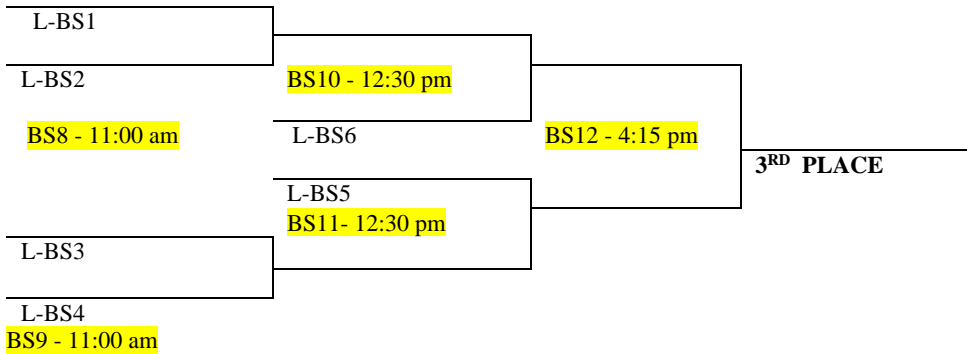 L-BS1
L-BS2
BS10 - 12:30 pm
BS8 - 11:00 am
L-BS6
BS12 - 4:15 pm
3RD PLACE
L-BS5
BS11- 12:30 pm
L-BS3
L-BS4
BS9 - 11:00 am